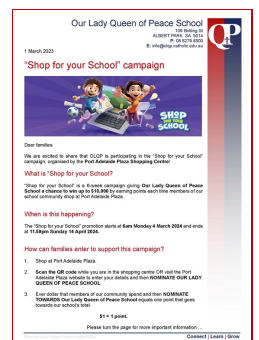 Our Lady Queen of Peace School
109 Botting St
ALBERT PARK SA 5014
P: 08 8279 8800
E: info@olqp.catholic.edu.au
QP
1 March 2023
"Shop for your School" campaign
SHOP
FOR YOUR
SCHOOL
Dear families
We are excited to share that OLQP is participating in the "Shop for your School"
campaign, organised by the Port Adelaide Plaza Shopping Centre!
What is "Shop for your School?
"Shop for your School" is a 6-week campaign giving Our Lady Queen of Peace
School a chance to win up to $10,000 by earning points each time members of our
school community shop at Port Adelaide Plaza.
When is this happening?
The "Shop for your School" promotion starts at 6am Monday 4 March 2024 and ends
at 11.59pm Sunday 14 April 2024.
How can families enter to support this campaign?
1. Shop at Port Adelaide Plaza
2. Scan the QR code while you are in the shopping centre OR visit the Port
Adelaide Plaza website to enter your details and then NOMINATE OUR LADY
QUEEN OF PEACE SCHOOL.
3. Ever dollar that members of our community spend and then NOMINATE
TOWARDS Our Lady Queen of Peace School equals one point that goes
towards our school's total.
$1 = 1 point.
Please turn the page for more important information ...
Connect | Learn | Grow